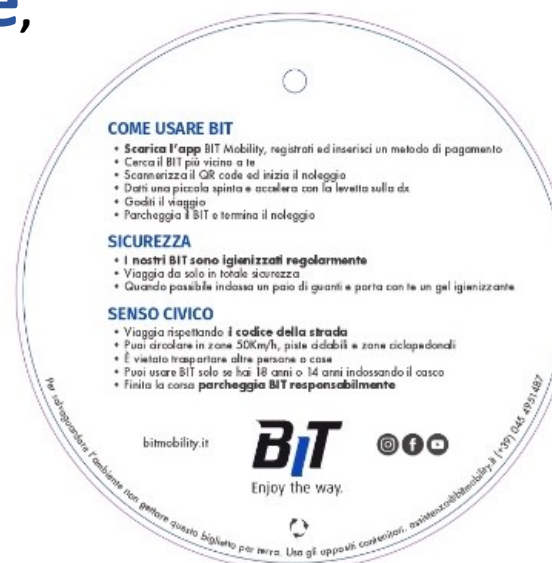 e,
COME USARE BIT
• Scarica l'app BIT Mobility, registrati ed inserisci un metodo di pagamento
• Cerca il BIT più vicino a te
• Scannerizza il QR code ed inizia il noleggio
• Datti una piccola spinta e accelera con la levetta sulla dx
• Goditi il viaggio
• Parcheggia il BIT e termina il noleggio
SICUREZZA
• I nostri BIT sono igienizzati regolarmente
• Viaggia da solo in totale sicurezza
• Quando possibile indossa un paio di guanti e porta con te un gel igienizzante
SENSO CIVICO
• Viaggia rispettando il codice della strada
• Puoi circolare in zone 50Km/h, piste ciclabili e zone ciclopedonali
• È vietato trasportare altre persone o cose
• Puoi usare BIT solo se hai 18 anni o 14 anni indossando il casco
• Finita la corsa parcheggia BIT responsabilmente
bitmobility.it
BIT
Enjoy the way.
Per salvaguardare l'ambiente non gettare questo biglietto per terra. Usa gli appositi contenitori. assistenza@bitmobility.it (+39) 045 4951487